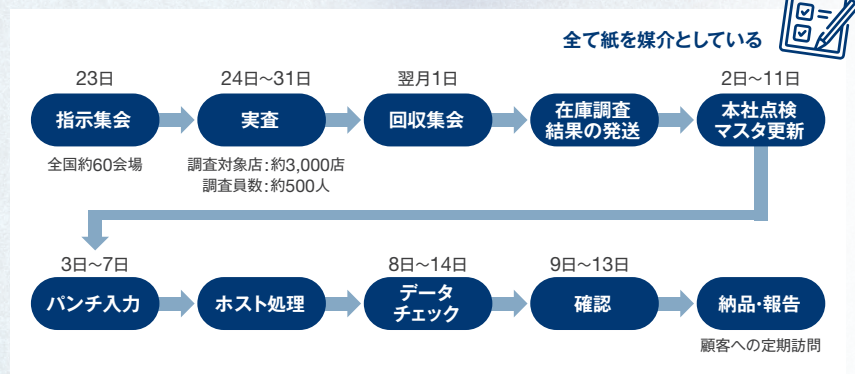 全て紙を媒介としている
23日
24日〜31日
翌月1日
2日〜11日
指示集会
実査
回収集会
在庫調査
結果の発送
本社点検
マスタ更新
全国約60会場
調査対象店:約3,000店
調査員数:約500人
3日〜7日
8日〜14日
9日〜13日
パンチ入力
ホスト処理
データ
チェック
確認
納品・報告
顧客への定期訪問